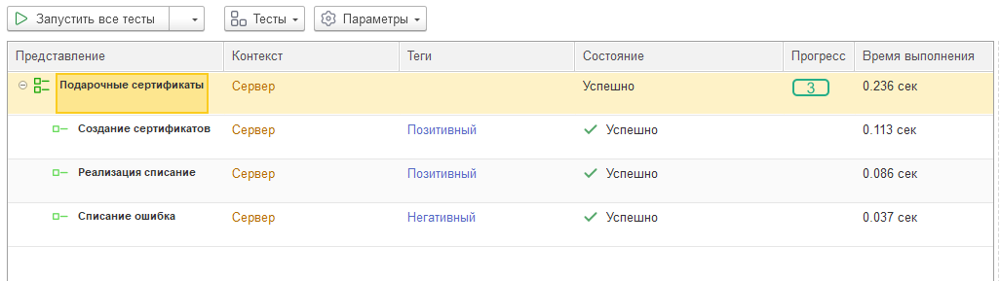 Запустить все тесты Тесты Параметры
Представление Контекст Теги Состояние Прогресс Время выполнения
Подарочные сертификаты Сервер Успешно 3 0.236 сек
Создание сертификатов Сервер Позитивный Успешно 0.113 сек
Реализация списание Сервер Позитивный Успешно 0.086 сек
Списание ошибка Сервер Негативный Успешно 0.037 сек